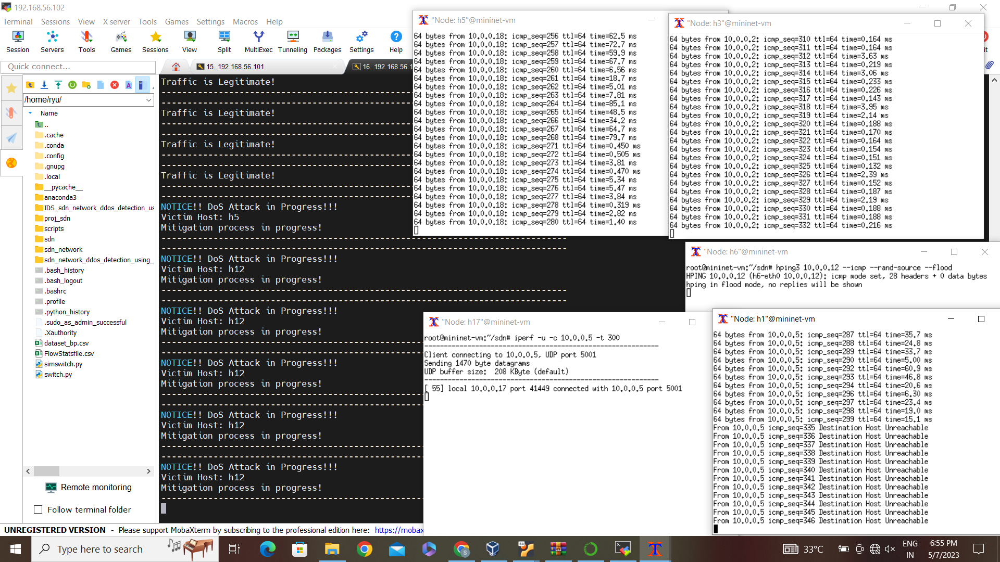 192.168.56.102
Terminal Sessions View X server Tools Games Settings Macros Help
Session Servers Tools Games Sessions View Split MultiExec Tunneling Packages Settings Help
Quick connect...
15. 192.168.56.101
16. 192.168.56.1
/home/ryu/
Name
..
.cache
.conda
.config
.gnupg
.local
__pycache__
anaconda3
IDS_sdn_network_ddos_detection_us
proj_sdn
scripts
sdn
sdn_network
sdn_network_ddos_detection_using_
.bash_history
.bash_logout
.bashrc
.profile
.python_history
.sudo_as_admin_successful
.Xauthority
dataset_bp.csv
FlowStatsfile.csv
simswitch.py
switch.py
Remote monitoring
Follow terminal folder
Traffic is Legitimate!
Traffic is Legitimate!
Traffic is Legitimate!
Traffic is Legitimate!
NOTICE!! DoS Attack in Progress!!!
Victim Host: h5
Mitigation process in progress!
NOTICE!! DoS Attack in Progress!!!
Victim Host: h12
Mitigation process in progress!
NOTICE!! DoS Attack in Progress!!!
Victim Host: h12
Mitigation process in progress!
NOTICE!! DoS Attack in Progress!!!
Victim Host: h12
Mitigation process in progress!
NOTICE!! DoS Attack in Progress!!!
Victim Host: h12
Mitigation process in progress!
NOTICE!! DoS Attack in Progress!!!
Victim Host: h12
Mitigation process in progress!
"Node: h5"@mininet-vm
64 bytes from 10.0.0.18: icmp_seq=256 ttl=64 time=62.5 ms
64 bytes from 10.0.0.18: icmp_seq=257 ttl=64 time=72.7 ms
64 bytes from 10.0.0.18: icmp_seq=258 ttl=64 time=59.9 ms
64 bytes from 10.0.0.18: icmp_seq=259 ttl=64 time=67.7 ms
64 bytes from 10.0.0.18: icmp_seq=260 ttl=64 time=6.56 ms
64 bytes from 10.0.0.18: icmp_seq=261 ttl=64 time=18.7 ms
64 bytes from 10.0.0.18: icmp_seq=262 ttl=64 time=5.01 ms
64 bytes from 10.0.0.18: icmp_seq=263 ttl=64 time=7.81 ms
64 bytes from 10.0.0.18: icmp_seq=264 ttl=64 time=85.1 ms
64 bytes from 10.0.0.18: icmp_seq=265 ttl=64 time=48.5 ms
64 bytes from 10.0.0.18: icmp_seq=266 ttl=64 time=34.2 ms
64 bytes from 10.0.0.18: icmp_seq=267 ttl=64 time=64.7 ms
64 bytes from 10.0.0.18: icmp_seq=268 ttl=64 time=79.7 ms
64 bytes from 10.0.0.18: icmp_seq=271 ttl=64 time=0.450 ms
64 bytes from 10.0.0.18: icmp_seq=272 ttl=64 time=0.505 ms
64 bytes from 10.0.0.18: icmp_seq=273 ttl=64 time=3.81 ms
64 bytes from 10.0.0.18: icmp_seq=274 ttl=64 time=0.470 ms
64 bytes from 10.0.0.18: icmp_seq=275 ttl=64 time=5.34 ms
64 bytes from 10.0.0.18: icmp_seq=276 ttl=64 time=5.47 ms
64 bytes from 10.0.0.18: icmp_seq=277 ttl=64 time=3.84 ms
64 bytes from 10.0.0.18: icmp_seq=278 ttl=64 time=0.319 ms
64 bytes from 10.0.0.18: icmp_seq=279 ttl=64 time=2.82 ms
64 bytes from 10.0.0.18: icmp_seq=280 ttl=64 time=1.40 ms
"Node: h3"@mininet-vm
64 bytes from 10.0.0.2: icmp_seq=310 ttl=64 time=0.164 ms
64 bytes from 10.0.0.2: icmp_seq=311 ttl=64 time=0.164 ms
64 bytes from 10.0.0.2: icmp_seq=312 ttl=64 time=3.63 ms
64 bytes from 10.0.0.2: icmp_seq=313 ttl=64 time=0.219 ms
64 bytes from 10.0.0.2: icmp_seq=314 ttl=64 time=3.06 ms
64 bytes from 10.0.0.2: icmp_seq=315 ttl=64 time=0.233 ms
64 bytes from 10.0.0.2: icmp_seq=316 ttl=64 time=0.226 ms
64 bytes from 10.0.0.2: icmp_seq=317 ttl=64 time=0.143 ms
64 bytes from 10.0.0.2: icmp_seq=318 ttl=64 time=3.95 ms
64 bytes from 10.0.0.2: icmp_seq=319 ttl=64 time=2.14 ms
64 bytes from 10.0.0.2: icmp_seq=320 ttl=64 time=0.188 ms
64 bytes from 10.0.0.2: icmp_seq=321 ttl=64 time=0.170 ms
64 bytes from 10.0.0.2: icmp_seq=322 ttl=64 time=0.164 ms
64 bytes from 10.0.0.2: icmp_seq=323 ttl=64 time=0.154 ms
64 bytes from 10.0.0.2: icmp_seq=324 ttl=64 time=0.151 ms
64 bytes from 10.0.0.2: icmp_seq=325 ttl=64 time=0.132 ms
64 bytes from 10.0.0.2: icmp_seq=326 ttl=64 time=2.39 ms
64 bytes from 10.0.0.2: icmp_seq=327 ttl=64 time=0.152 ms
64 bytes from 10.0.0.2: icmp_seq=328 ttl=64 time=0.187 ms
64 bytes from 10.0.0.2: icmp_seq=329 ttl=64 time=2.19 ms
64 bytes from 10.0.0.2: icmp_seq=330 ttl=64 time=0.188 ms
64 bytes from 10.0.0.2: icmp_seq=331 ttl=64 time=0.188 ms
64 bytes from 10.0.0.2: icmp_seq=332 ttl=64 time=0.216 ms
it
"Node: h6"@mininet-vm
root@mininet-vm:~/sdn# hping3 10.0.0.12 --icmp --rand-source --flood
HPING 10.0.0.12 (h6-eth0 10.0.0.12): icmp mode set, 28 headers + 0 data bytes
hping in flood mode, no replies will be shown
"Node: h17"@mininet-vm
root@mininet-vm:~/sdn# iperf -u -c 10.0.0.5 -t 300
Client connecting to 10.0.0.5, UDP port 5001
Sending 1470 byte datagrams
UDP buffer size:  208 KByte (default)
[ 55] local 10.0.0.17 port 41449 connected with 10.0.0.5 port 5001
"Node: h1"@mininet-vm
64 bytes from 10.0.0.5: icmp_seq=287 ttl=64 time=35.7 ms
64 bytes from 10.0.0.5: icmp_seq=288 ttl=64 time=24.8 ms
64 bytes from 10.0.0.5: icmp_seq=289 ttl=64 time=33.7 ms
64 bytes from 10.0.0.5: icmp_seq=290 ttl=64 time=5.00 ms
64 bytes from 10.0.0.5: icmp_seq=292 ttl=64 time=60.9 ms
64 bytes from 10.0.0.5: icmp_seq=293 ttl=64 time=46.8 ms
64 bytes from 10.0.0.5: icmp_seq=294 ttl=64 time=20.6 ms
64 bytes from 10.0.0.5: icmp_seq=296 ttl=64 time=6.30 ms
64 bytes from 10.0.0.5: icmp_seq=297 ttl=64 time=23.4 ms
64 bytes from 10.0.0.5: icmp_seq=298 ttl=64 time=19.0 ms
64 bytes from 10.0.0.5: icmp_seq=299 ttl=64 time=15.1 ms
From 10.0.0.5 icmp_seq=335 Destination Host Unreachable
From 10.0.0.5 icmp_seq=336 Destination Host Unreachable
From 10.0.0.5 icmp_seq=337 Destination Host Unreachable
From 10.0.0.5 icmp_seq=338 Destination Host Unreachable
From 10.0.0.5 icmp_seq=339 Destination Host Unreachable
From 10.0.0.5 icmp_seq=340 Destination Host Unreachable
From 10.0.0.5 icmp_seq=341 Destination Host Unreachable
From 10.0.0.5 icmp_seq=342 Destination Host Unreachable
From 10.0.0.5 icmp_seq=343 Destination Host Unreachable
From 10.0.0.5 icmp_seq=344 Destination Host Unreachable
From 10.0.0.5 icmp_seq=345 Destination Host Unreachable
From 10.0.0.5 icmp_seq=346 Destination Host Unreachable
UNREGISTERED VERSION - Please support MobaXterm by subscribing to the professional edition here: https://mobax
Type here to search
33°C
ENG
IN
6:55 PM
5/7/2023